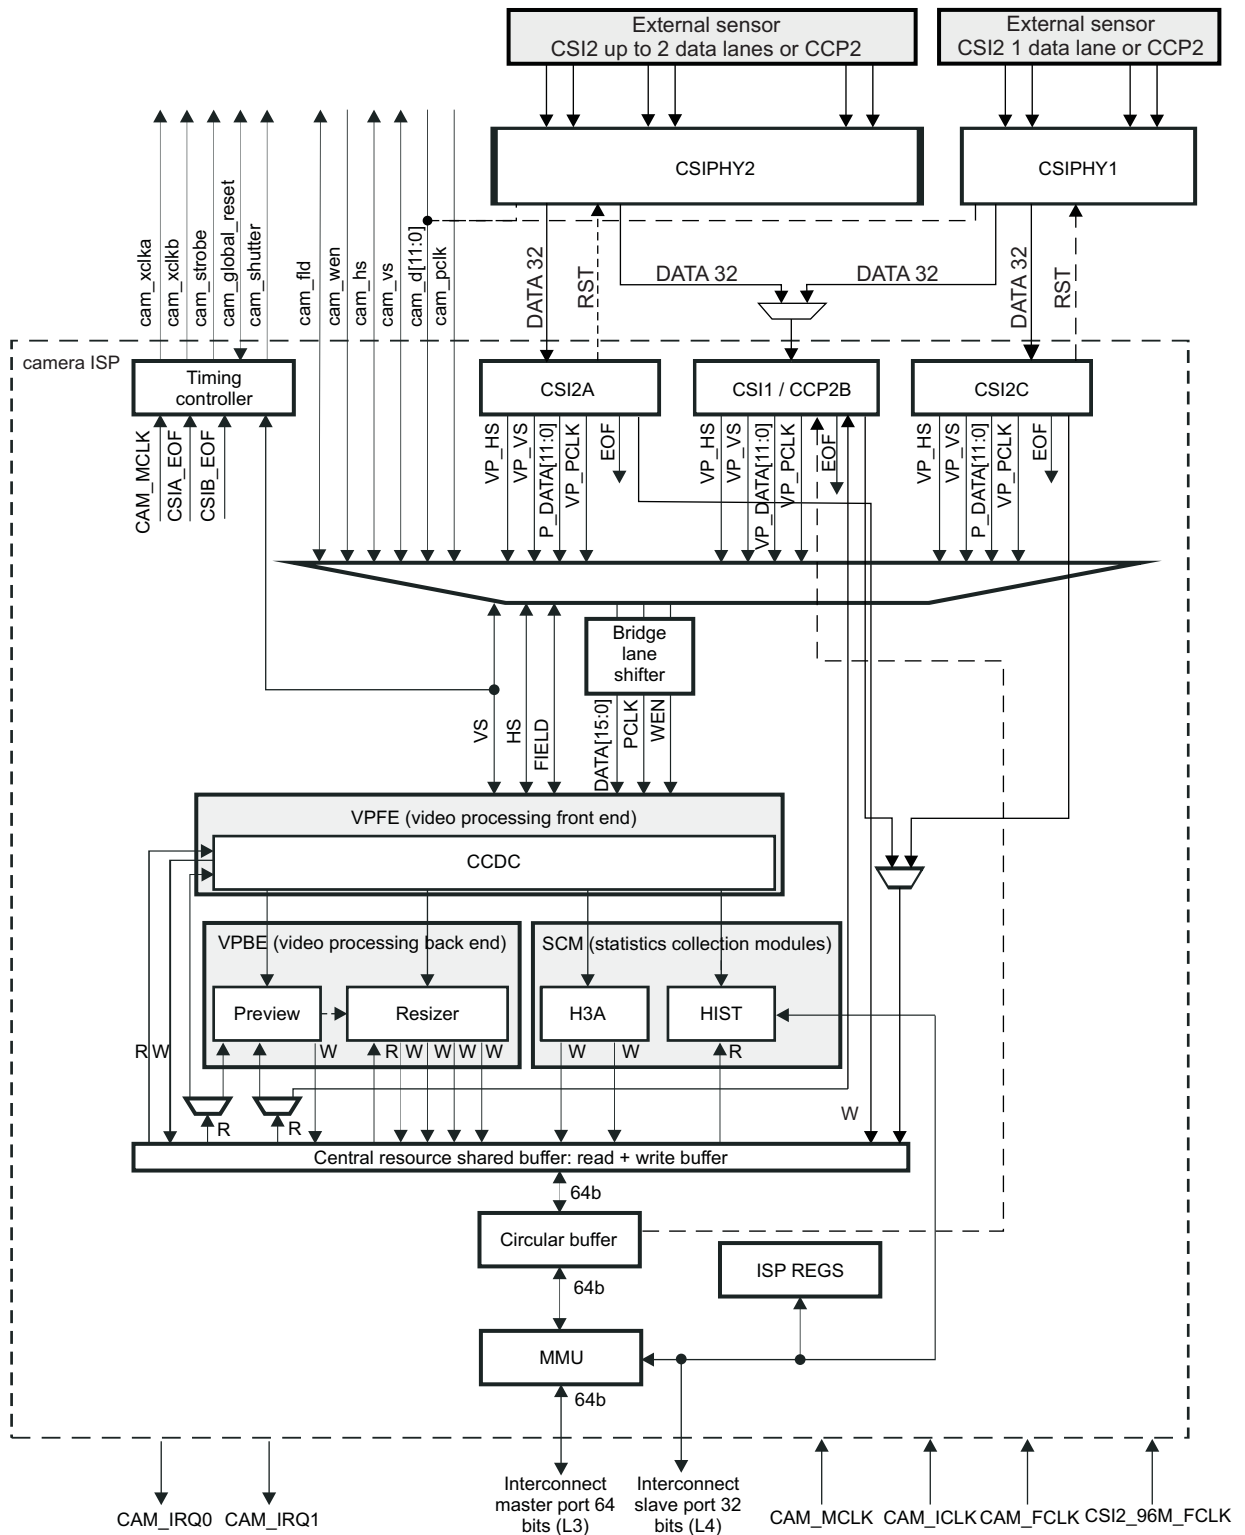 External sensor
CSI2 up to 2 data lanes or CCP2
External sensor
CSI2 1 data lane or CCP2
CSIPHY2
CSIPHY1
cam_xclka
cam_xclkb
cam_strobe
cam_global_reset
cam_shutter
cam_fld
cam_wen
cam_hs
cam_vs
cam_d[11:0]
cam_pclk
DATA 32
RST
DATA 32
DATA 32
DATA 32
RST
camera ISP
Timing
controller
CSI2A
CSI1 / CCP2B
CSI2C
CAM_MCLK
CSIA_EOF
CSIB_EOF
VP_HS
VP_VS
P_DATA[11:0]
VP_PCLK
EOF
VP_HS
VP_VS
VP_DATA[11:0]
VP_PCLK
EOF
VP_HS
VP_VS
P_DATA[11:0]
VP_PCLK
EOF
Bridge
lane
shifter
VS
HS
FIELD
DATA[15:0]
PCLK
WEN
VPFE (video processing front end)
CCDC
VPBE (video processing back end)
SCM (statistics collection modules)
Preview
Resizer
H3A
HIST
R W
W
R
W
W
W
W
W
W
R
R
R
W
Central resource shared buffer: read + write buffer
64b
Circular buffer
ISP REGS
64b
MMU
64b
CAM_IRQ0
CAM_IRQ1
Interconnect
master port 64
bits (L3)
Interconnect
slave port 32
bits (L4)
CAM_MCLK
CAM_ICLK
CAM_FCLK
CSI2_96M_FCLK